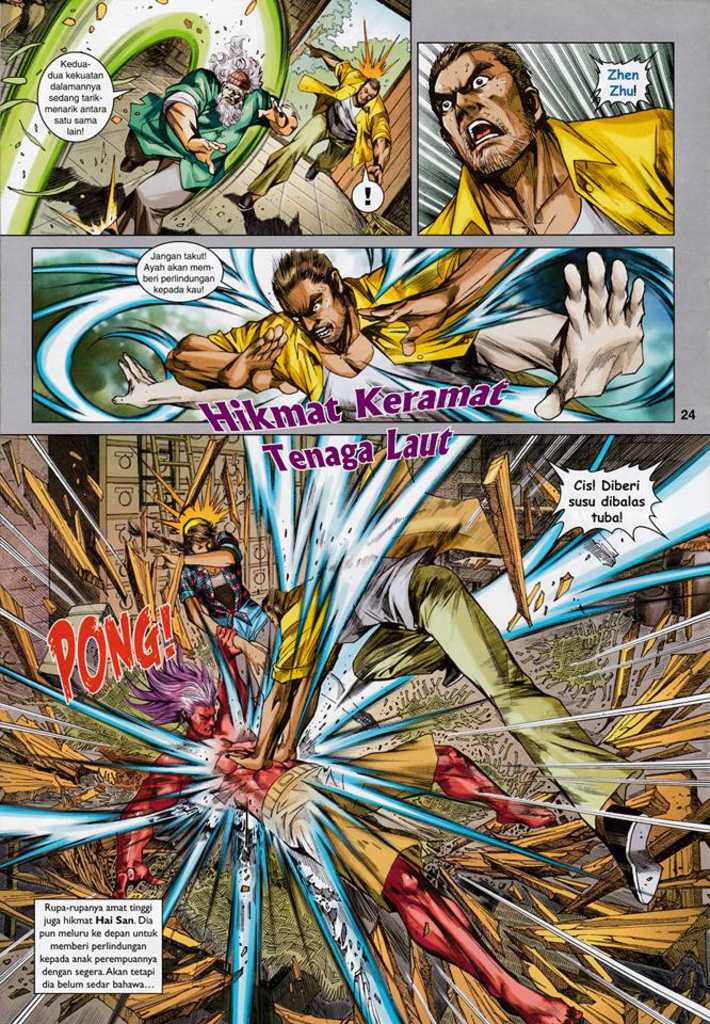 Kedua-
dua kekuatan
sedang tarik-
menarik antara
satu sama
lain!
!
Zhen
Zhu!
Jangan takut!
Ayah akan mem-
beri perlindungan
kepada kau!
24
Hikmat Keramat
Tenaga Laut
Cis! Diberi
susu dibalas
tuba!
PONG!
Rupa-rupanya amat tinggi
juga hikmat Hai San. Dia
pun meluru ke depan untuk
memberi perlindungan
kepada anak perempuannya
dengan segera. Akan tetapi
dia belum sedar bahawa...